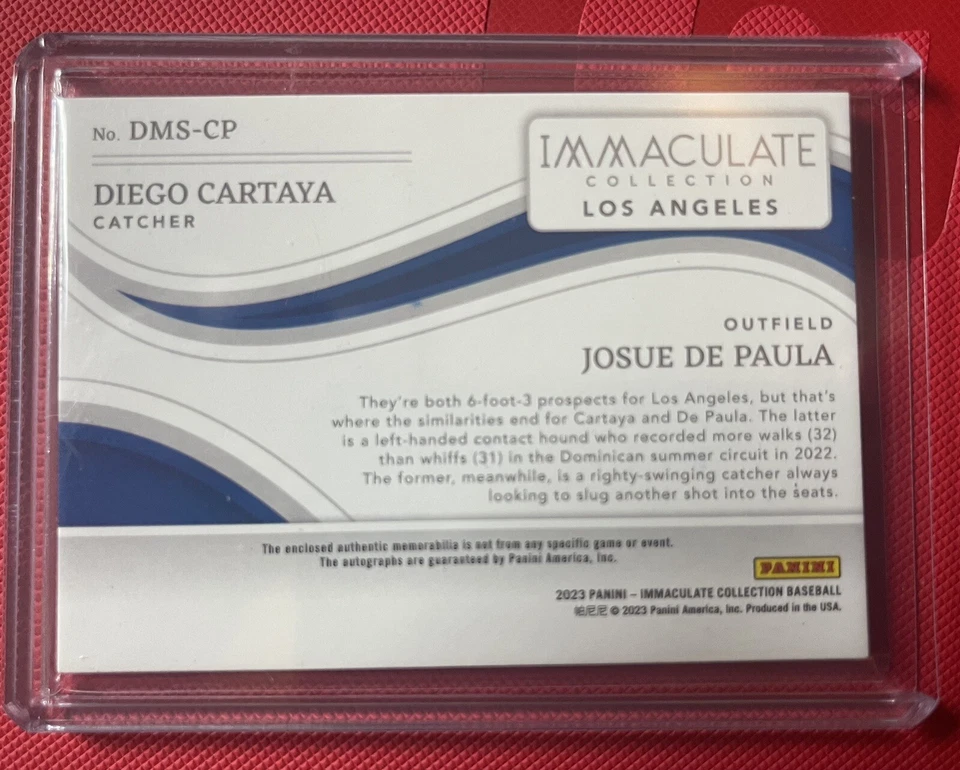 No. DMS-CP
DIEGO CARTAYA
CATCHER
IMMACULATE
COLLECTION
LOS ANGELES
OUTFIELD
JOSUE DE PAULA
They're both 6-foot-3 prospects for Los Angeles, but that's
where the similarities end for Cartaya and De Paula. The latter
is a left-handed contact hound who recorded more walks (32)
than whiffs (31) in the Dominican summer circuit in 2022.
The former, meanwhile, is a righty-swinging catcher always
looking to slug another shot into the seats.
The enclosed authentic memorabilia is not from any specific game or event.
The autographs are guaranteed by Panini America, Inc.
PANINI
2023 PANINI – IMMACULATE COLLECTION BASEBALL
帕尼尼 © 2023 Panini America, Inc. Produced in the USA.